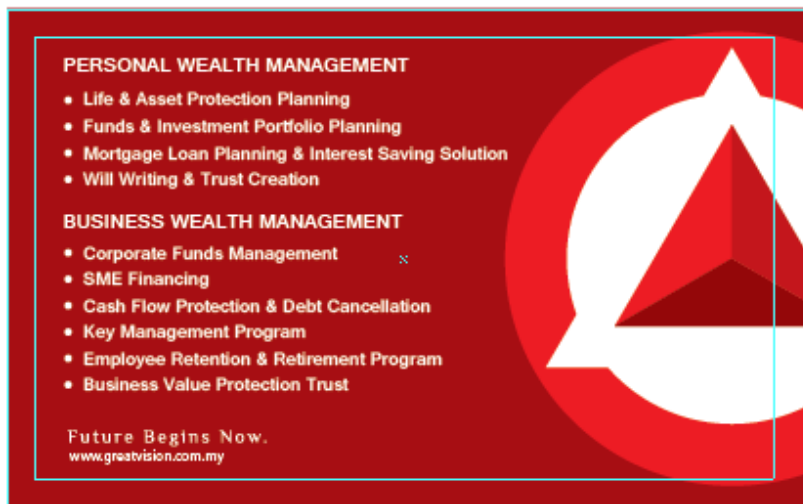 PERSONAL WEALTH MANAGEMENT
• Life & Asset Protection Planning
• Funds & Investment Portfolio Planning
• Mortgage Loan Planning & Interest Saving Solution
• Will Writing & Trust Creation
BUSINESS WEALTH MANAGEMENT
• Corporate Funds Management
• SME Financing
• Cash Flow Protection & Debt Cancellation
• Key Management Program
• Employee Retention & Retirement Program
• Business Value Protection Trust
Future Begins Now.
www.greatvision.com.my